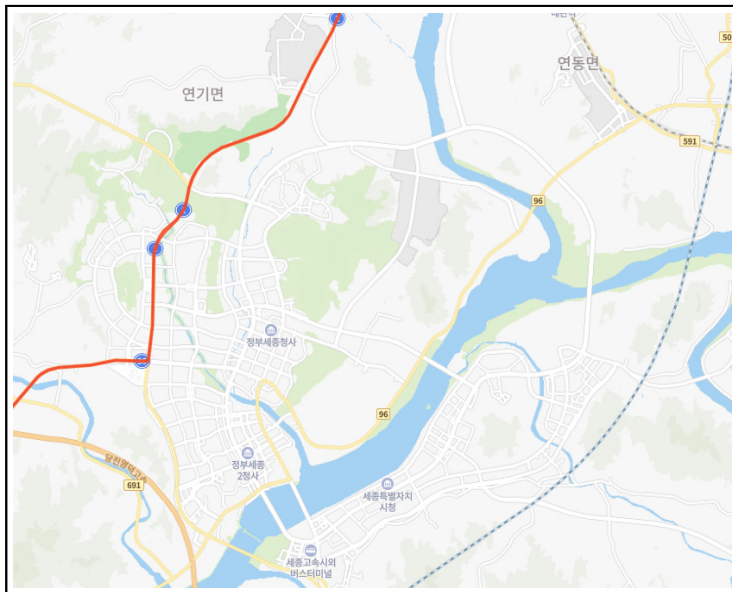 연기면
연동면
50
591
96
정부세종청사
96
당진영덕고속
정부세종
2청사
691
세종특별자치
시청
세종고속시외
버스터미널